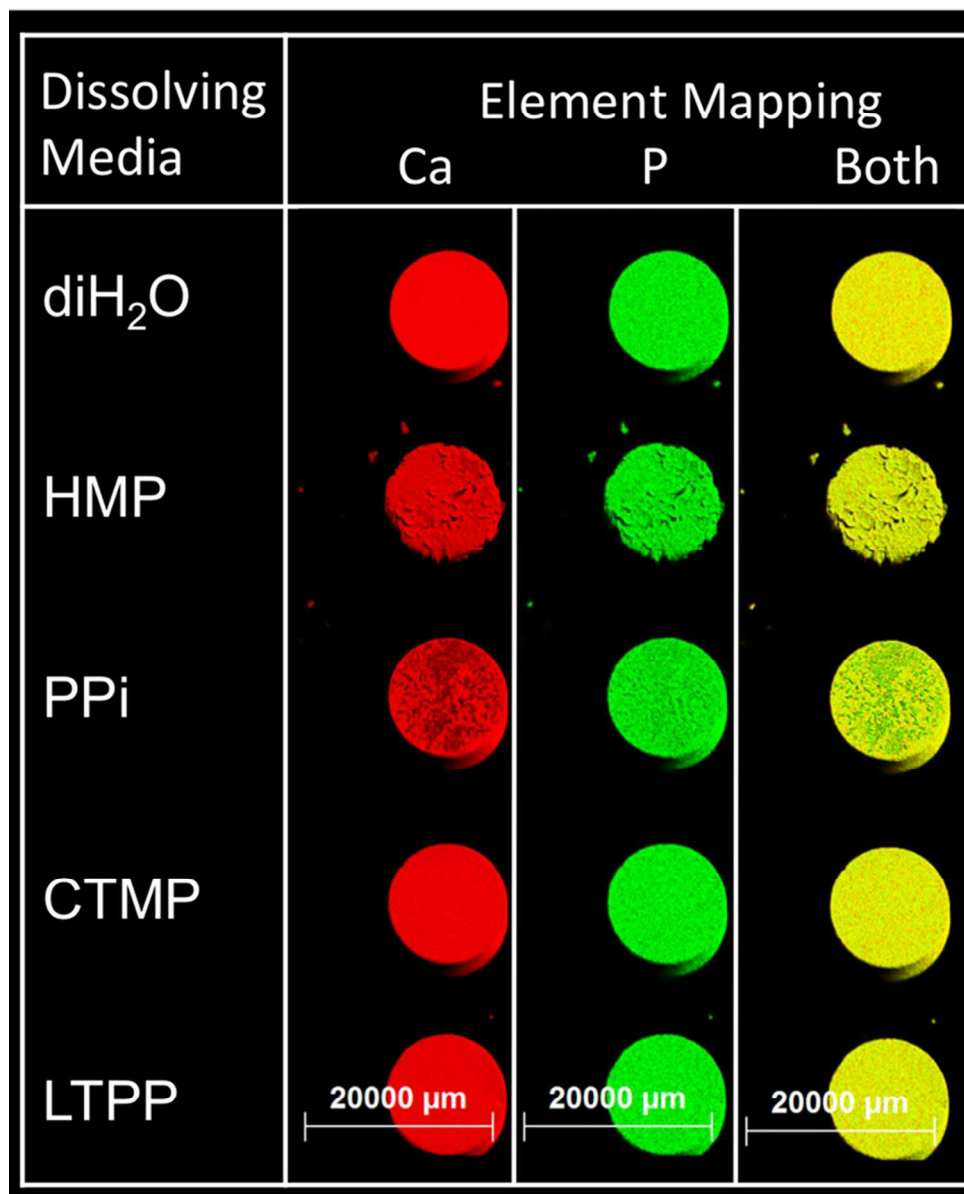 Dissolving
Media
Element Mapping
Ca P Both
diH₂O
HMP
PPi
CTMP
LTPP
20000 µm 20000 µm 20000 µm